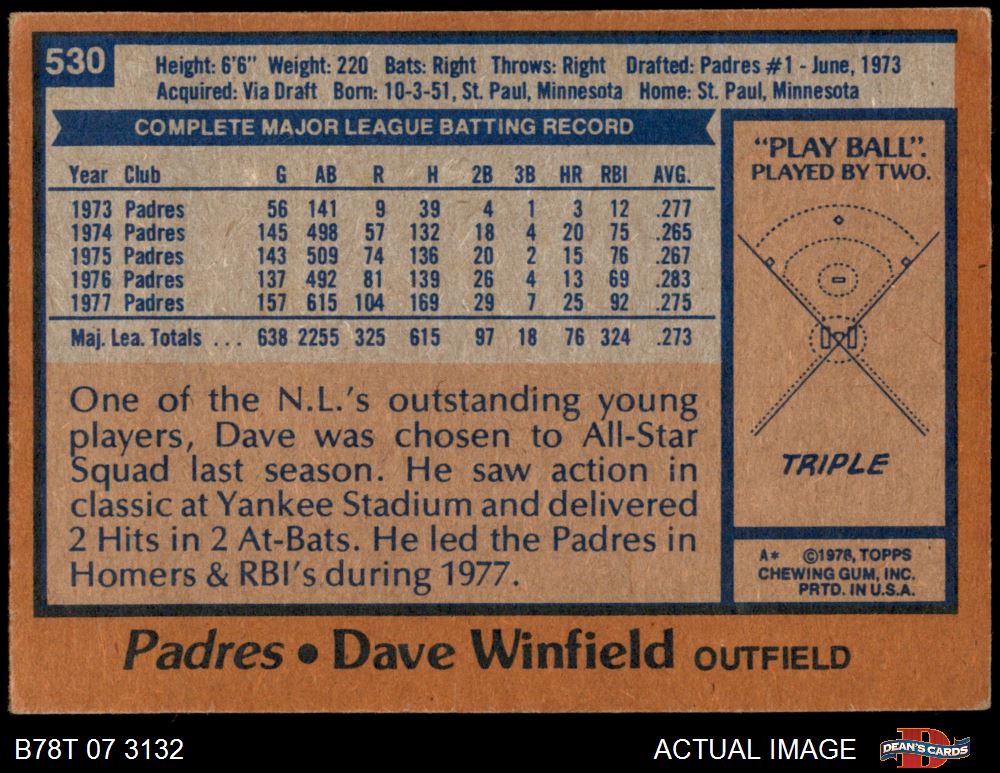 530
Height: 6'6" Weight: 220 Bats: Right Throws: Right Drafted: Padres #1 - June, 1973
Acquired: Via Draft Born: 10-3-51, St. Paul, Minnesota Home: St. Paul, Minnesota
COMPLETE MAJOR LEAGUE BATTING RECORD
Year Club G AB R H 2B 3B HR RBI AVG.
1973 Padres 56 141 9 39 4 1 3 12 .277
1974 Padres 145 498 57 132 18 4 20 75 .265
1975 Padres 143 509 74 136 20 2 15 76 .267
1976 Padres 137 492 81 139 26 4 13 69 .283
1977 Padres 157 615 104 169 29 7 25 92 .275
Maj. Lea. Totals ... 638 2255 325 615 97 18 76 324 .273
One of the N.L.'s outstanding young
players, Dave was chosen to All-Star
Squad last season. He saw action in
classic at Yankee Stadium and delivered
2 Hits in 2 At-Bats. He led the Padres in
Homers & RBI's during 1977.
"PLAY BALL".
PLAYED BY TWO.
TRIPLE
A* ©1978, TOPPS
CHEWING GUM, INC.
PRTD. IN U.S.A.
Padres • Dave Winfield OUTFIELD
B78T 07 3132
ACTUAL IMAGE
DEAN'S CARDS